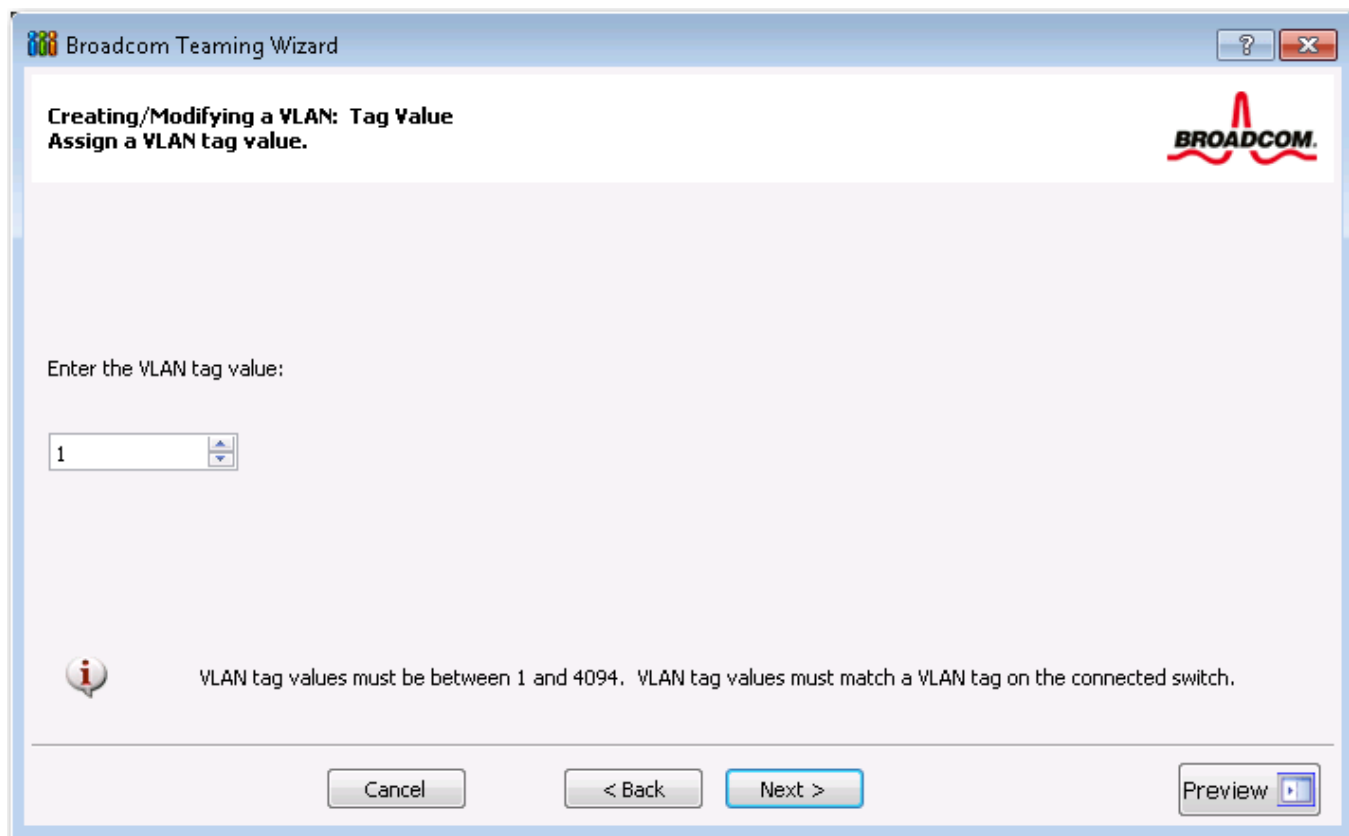 Broadcom Teaming Wizard
?
Creating/Modifying a VLAN: Tag Value
Assign a VLAN tag value.
BROADCOM.
Enter the VLAN tag value:
1
VLAN tag values must be between 1 and 4094. VLAN tag values must match a VLAN tag on the connected switch.
Cancel
< Back
Next >
Preview